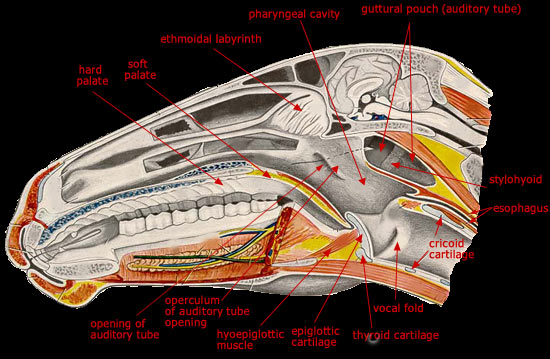 pharyngeal cavity
guttural pouch (auditory tube)
ethmoidal labyrinth
soft
palate
hard
palate
stylohyoid
esophagus
cricoid
cartilage
vocal fold
thyroid cartilage
epiglottic
cartilage
hyoepiglottic
muscle
operculum
of auditory tube
opening
opening of
auditory tube